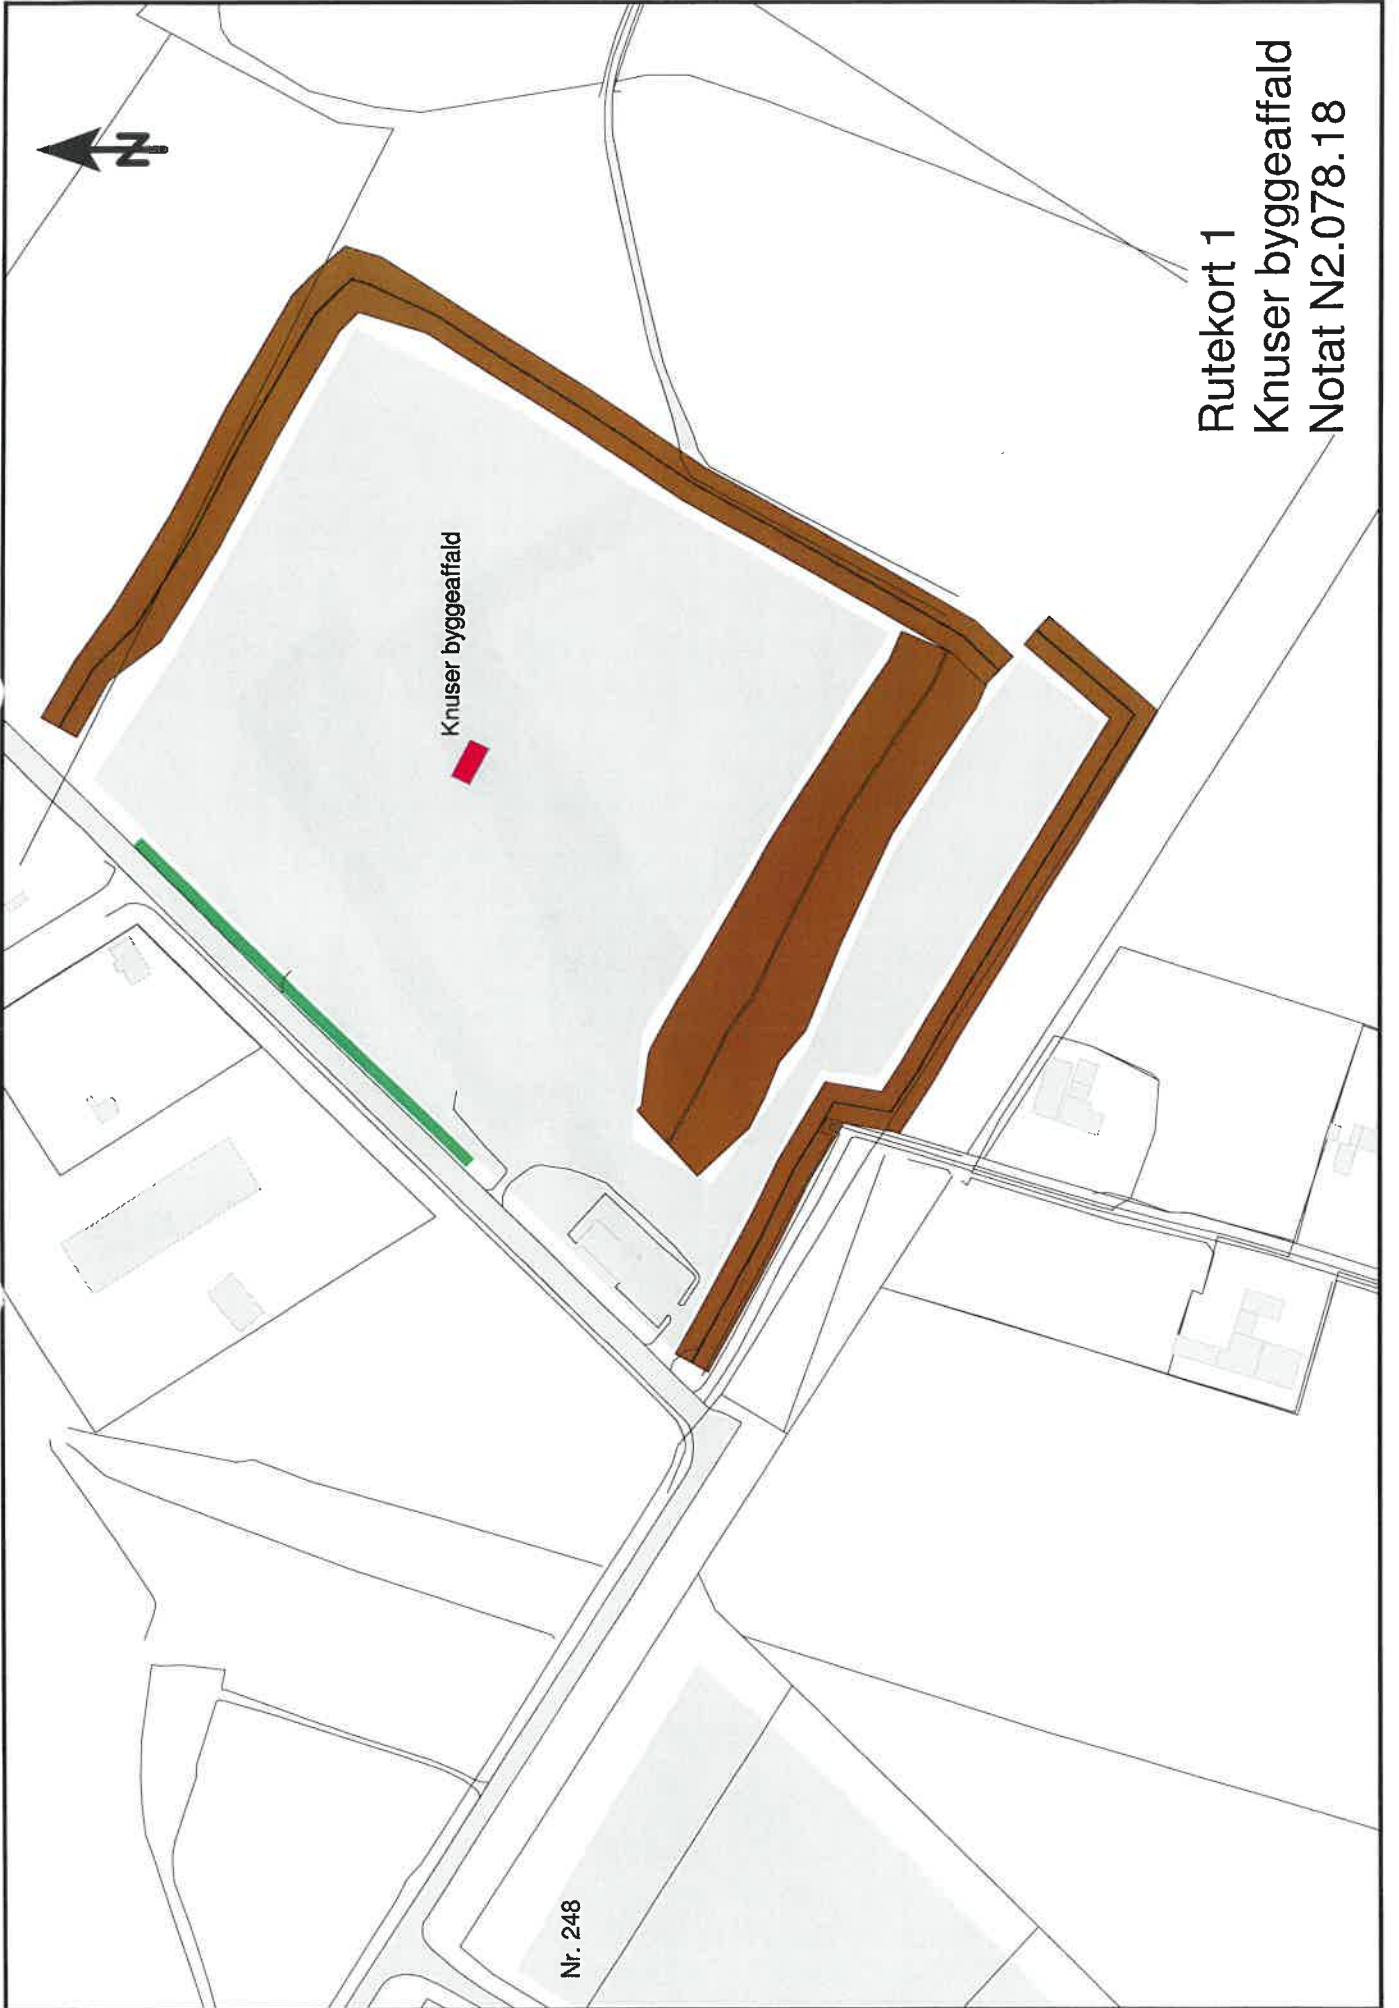 N
Knuser byggeaffald
Nr. 248
Rutekort 1
Knuser byggeaffald
Notat N2.078.18